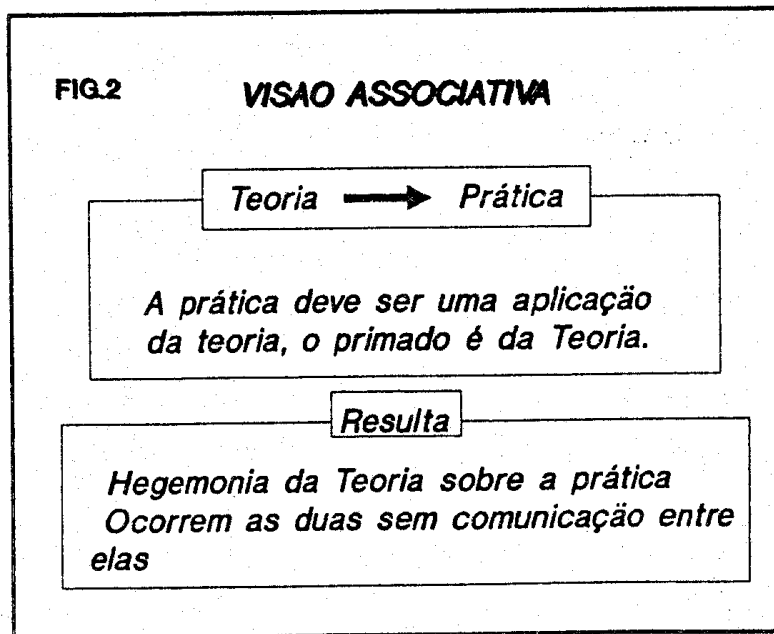 FIG.2
VISAO ASSOCIATIVA
Teoria → Prática
A prática deve ser uma aplicação
da teoria, o primado é da Teoria.
Resulta
Hegemonia da Teoria sobre a prática
Ocorrem as duas sem comunicação entre
elas